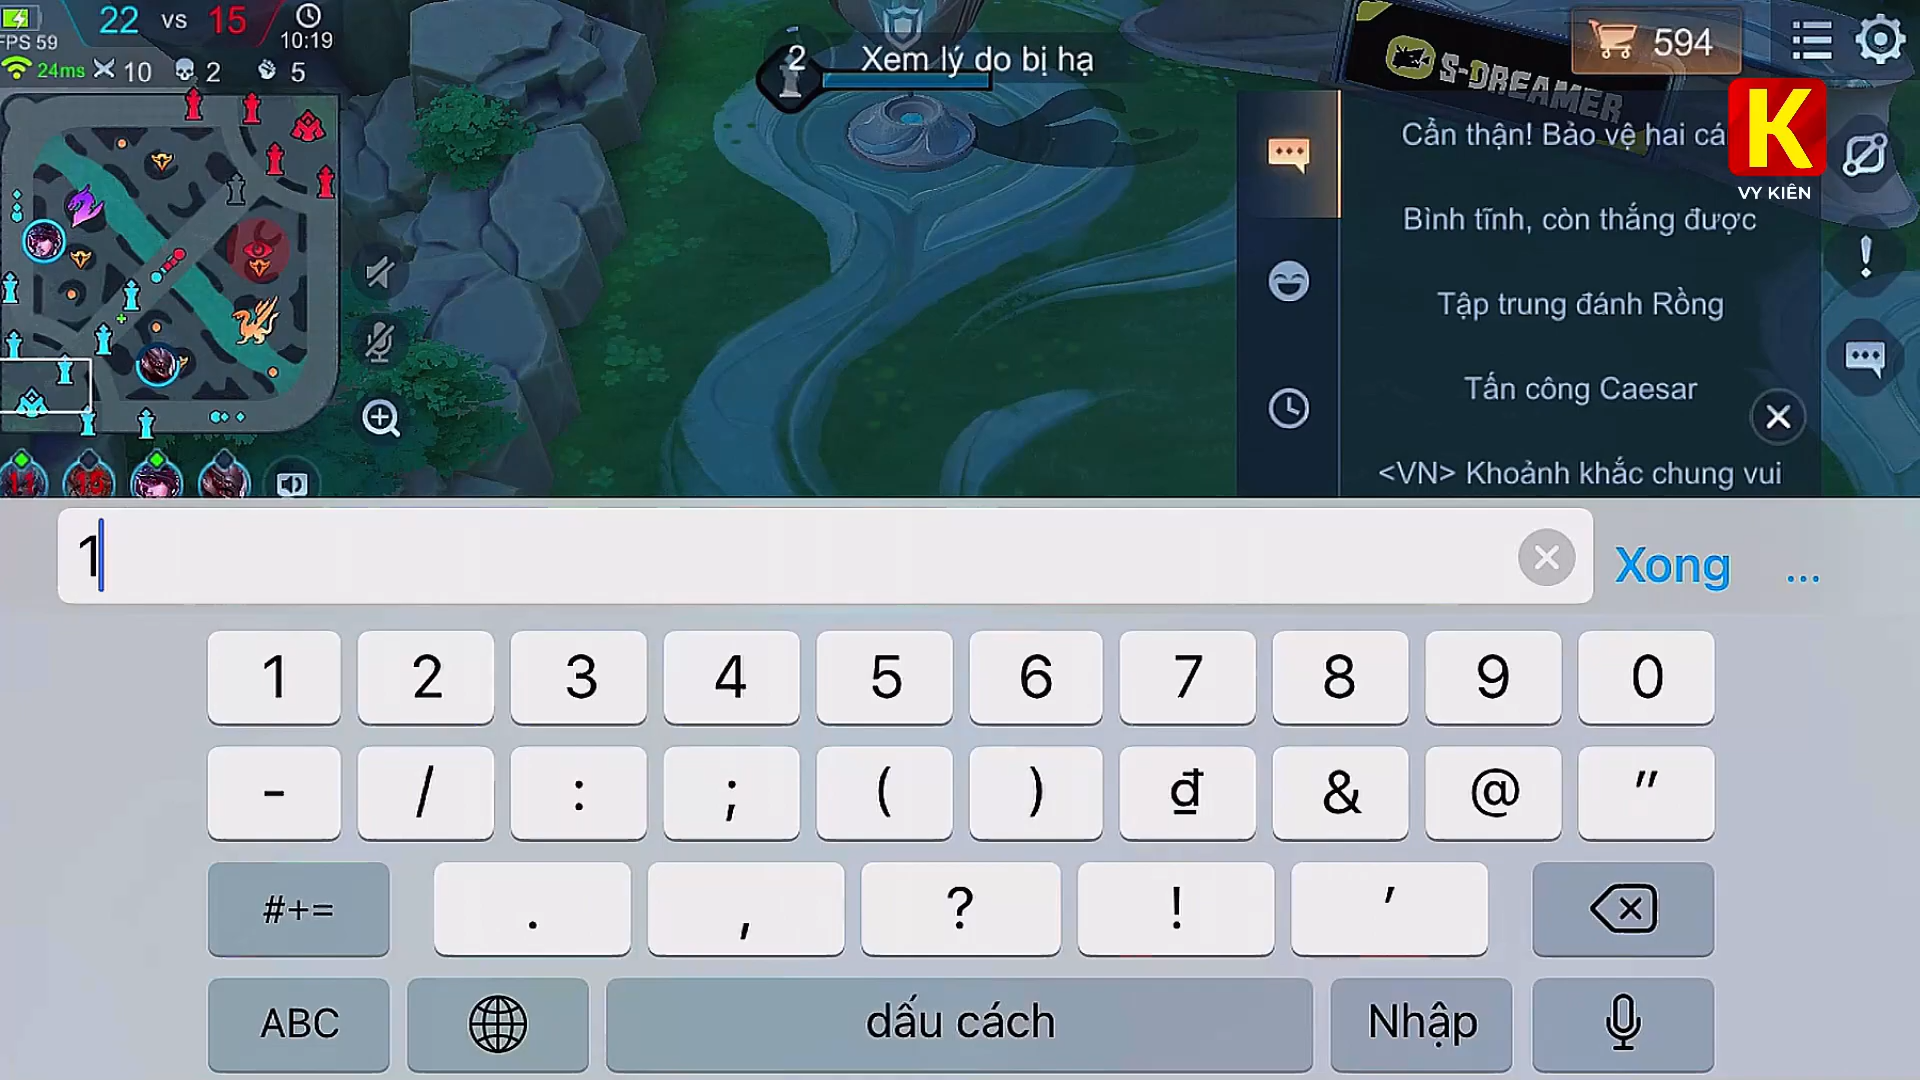 FPS 59
22 vs 15
10:19
24ms
10
2
5
2
Xem lý do bị hạ
S-DREAMER
594
K
VY KIÊN
Cẩn thận! Bảo vệ hai cá
Bình tĩnh, còn thắng được
Tập trung đánh Rồng
Tấn công Caesar
<VN> Khoảnh khắc chung vui
11
10
1
Xong
...
1 2 3 4 5 6 7 8 9 0
- / : ; ( ) ₫ & @ "
#+= . , ? ! '
ABC dấu cách Nhập